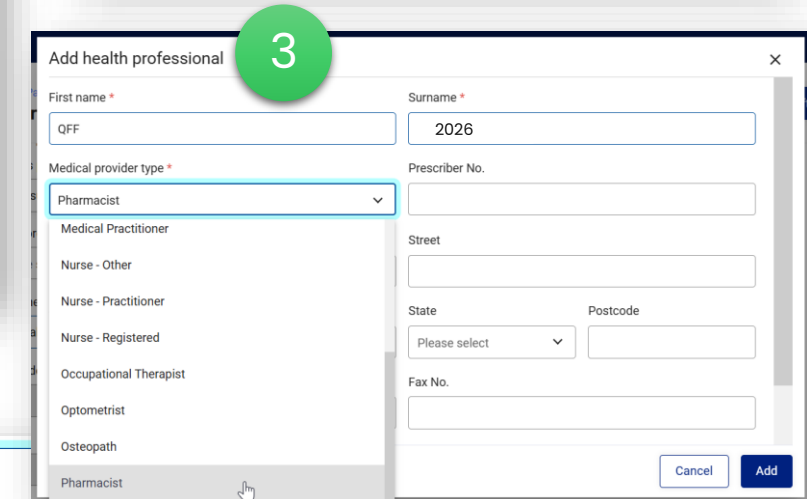 Add health professional
3
First name *
Surname *
QFF
2026
Medical provider type *
Prescriber No.
Pharmacist
Medical Practitioner
Street
Nurse - Other
Nurse - Practitioner
State
Postcode
Nurse - Registered
Please select
Occupational Therapist
Fax No.
Optometrist
Osteopath
Pharmacist
Cancel
Add